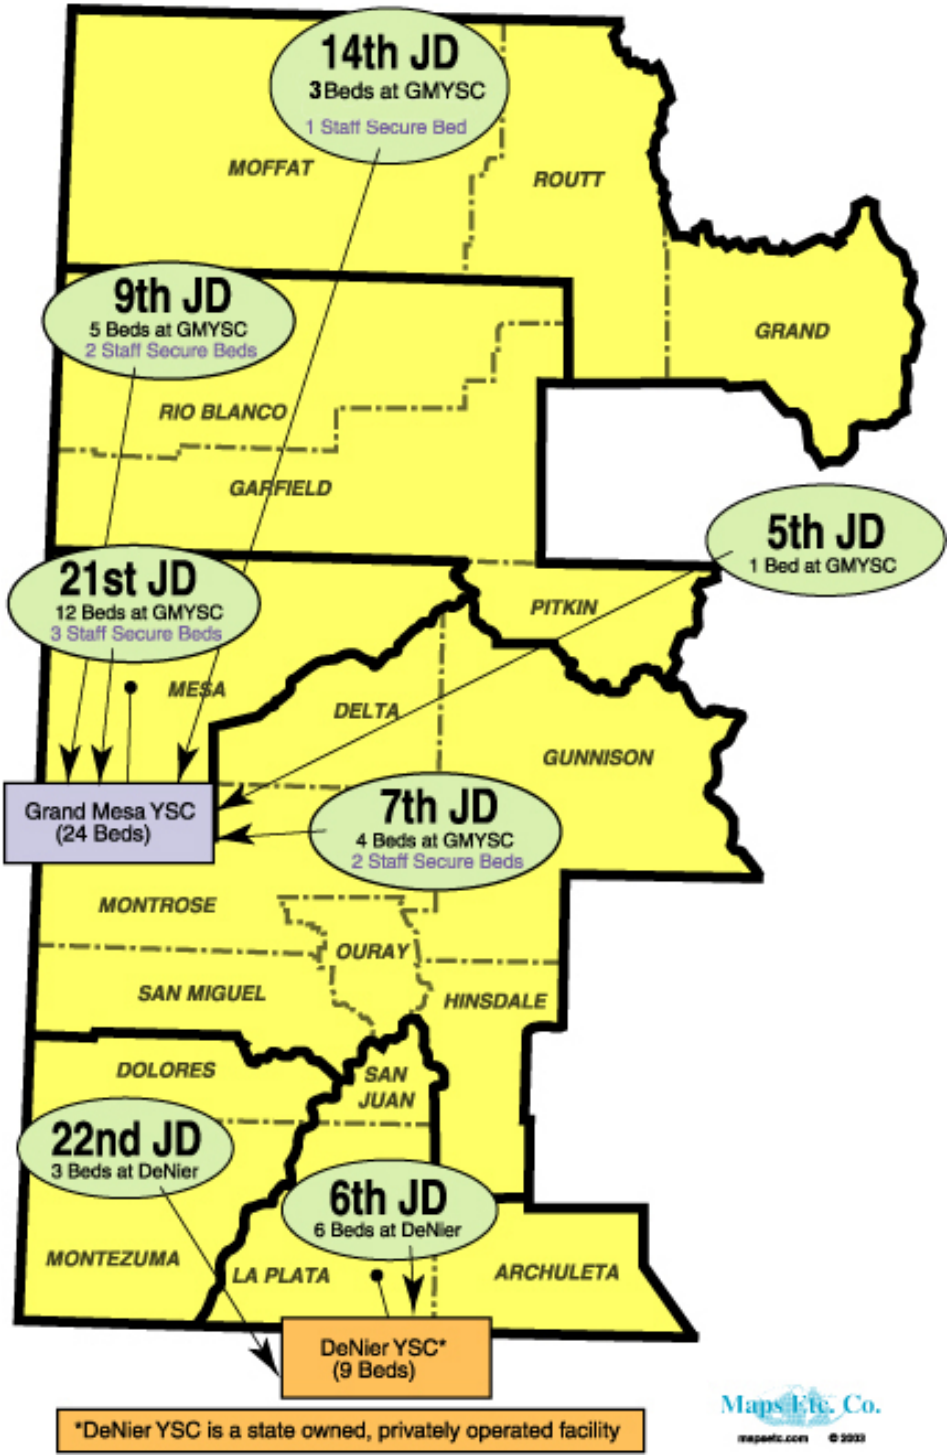 14th JD
3 Beds at GMYSC
1 Staff Secure Bed
MOFFAT
ROUTT
9th JD
5 Beds at GMYSC
2 Staff Secure Beds
GRAND
RIO BLANCO
GARFIELD
5th JD
1 Bed at GMYSC
21st JD
12 Beds at GMYSC
3 Staff Secure Beds
PITKIN
MESA
DELTA
GUNNISON
Grand Mesa YSC
(24 Beds)
7th JD
4 Beds at GMYSC
2 Staff Secure Beds
MONTROSE
OURAY
SAN MIGUEL
HINSDALE
DOLORES
SAN
JUAN
22nd JD
3 Beds at DeNier
6th JD
6 Beds at DeNier
MONTEZUMA
LA PLATA
ARCHULETA
DeNier YSC*
(9 Beds)
*DeNier YSC is a state owned, privately operated facility
Maps Etc. Co.
mapsetc.com © 2003